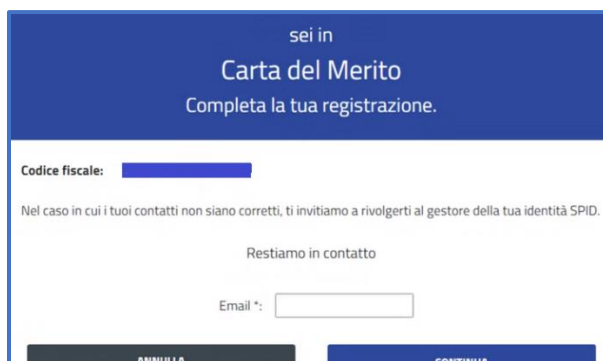 sei in
Carta del Merito
Completa la tua registrazione.
Codice fiscale:
Nel caso in cui i tuoi contatti non siano corretti, ti invitiamo a rivolgerti al gestore della tua identità SPID.
Restiamo in contatto
Email *:
ANNULLA CONTINUA